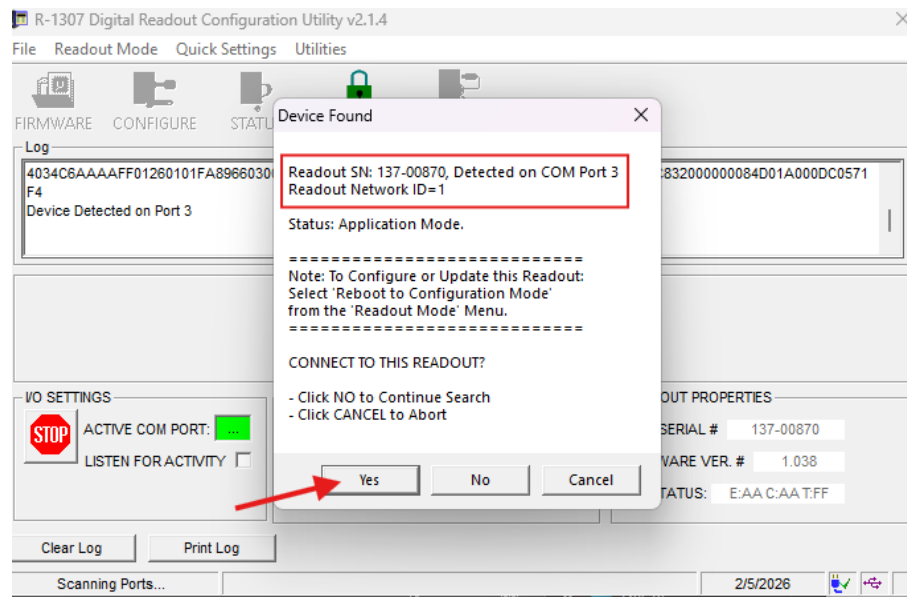 R-1307 Digital Readout Configuration Utility v2.1.4
File Readout Mode Quick Settings Utilities
FIRMWARE CONFIGURE
Device Found
Log
4034C6AAAAFF01260101FA89660300
F4
Device Detected on Port 3
Readout SN: 137-00870, Detected on COM Port 3
Readout Network ID=1
Status: Application Mode.
=============================
Note: To Configure or Update this Readout:
Select 'Reboot to Configuration Mode'
from the 'Readout Mode' Menu.
=============================
CONNECT TO THIS READOUT?
- Click NO to Continue Search
- Click CANCEL to Abort
Yes No Cancel
I/O SETTINGS
STOP
ACTIVE COM PORT: ...
LISTEN FOR ACTIVITY
OUT PROPERTIES
SERIAL # 137-00870
WARE VER. # 1.038
TATUS: E:AA C:AA T:FF
Clear Log Print Log
Scanning Ports... 2/5/2026